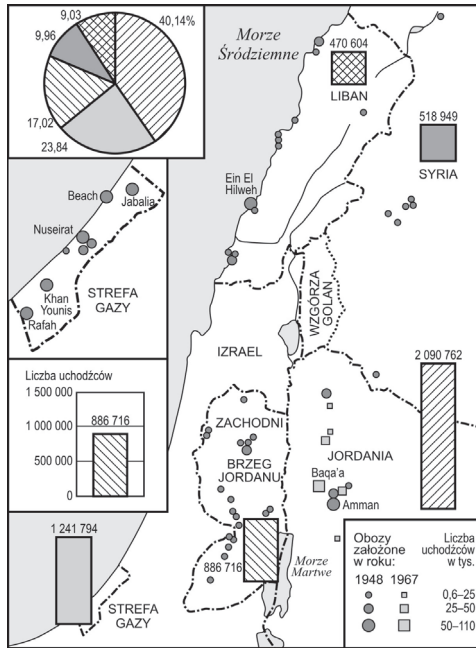 9,03
40,14%
9,96
17,02
23,84
Morze
Śródziemne
470 604
LIBAN
518 949
SYRIA
Ein El
Hilweh
Beach
Jabalia
Nuseirat
Khan
Younis
Rafah
STREFA
GAZY
WZGÓRZA
GOLAN
IZRAEL
2 090 762
Liczba uchodźców
1 500 000
1 000 000
500 000
0
886 716
ZACHODNI
BRZEG
JORDANU
JORDANIA
Baqa'a
Amman
886 716
Morze
Martwe
1 241 794
STREFA
GAZY
Obozy
założone
w roku:
1948 1967
Liczba
uchodźców
w tys.
0,6–25
25–50
50–110